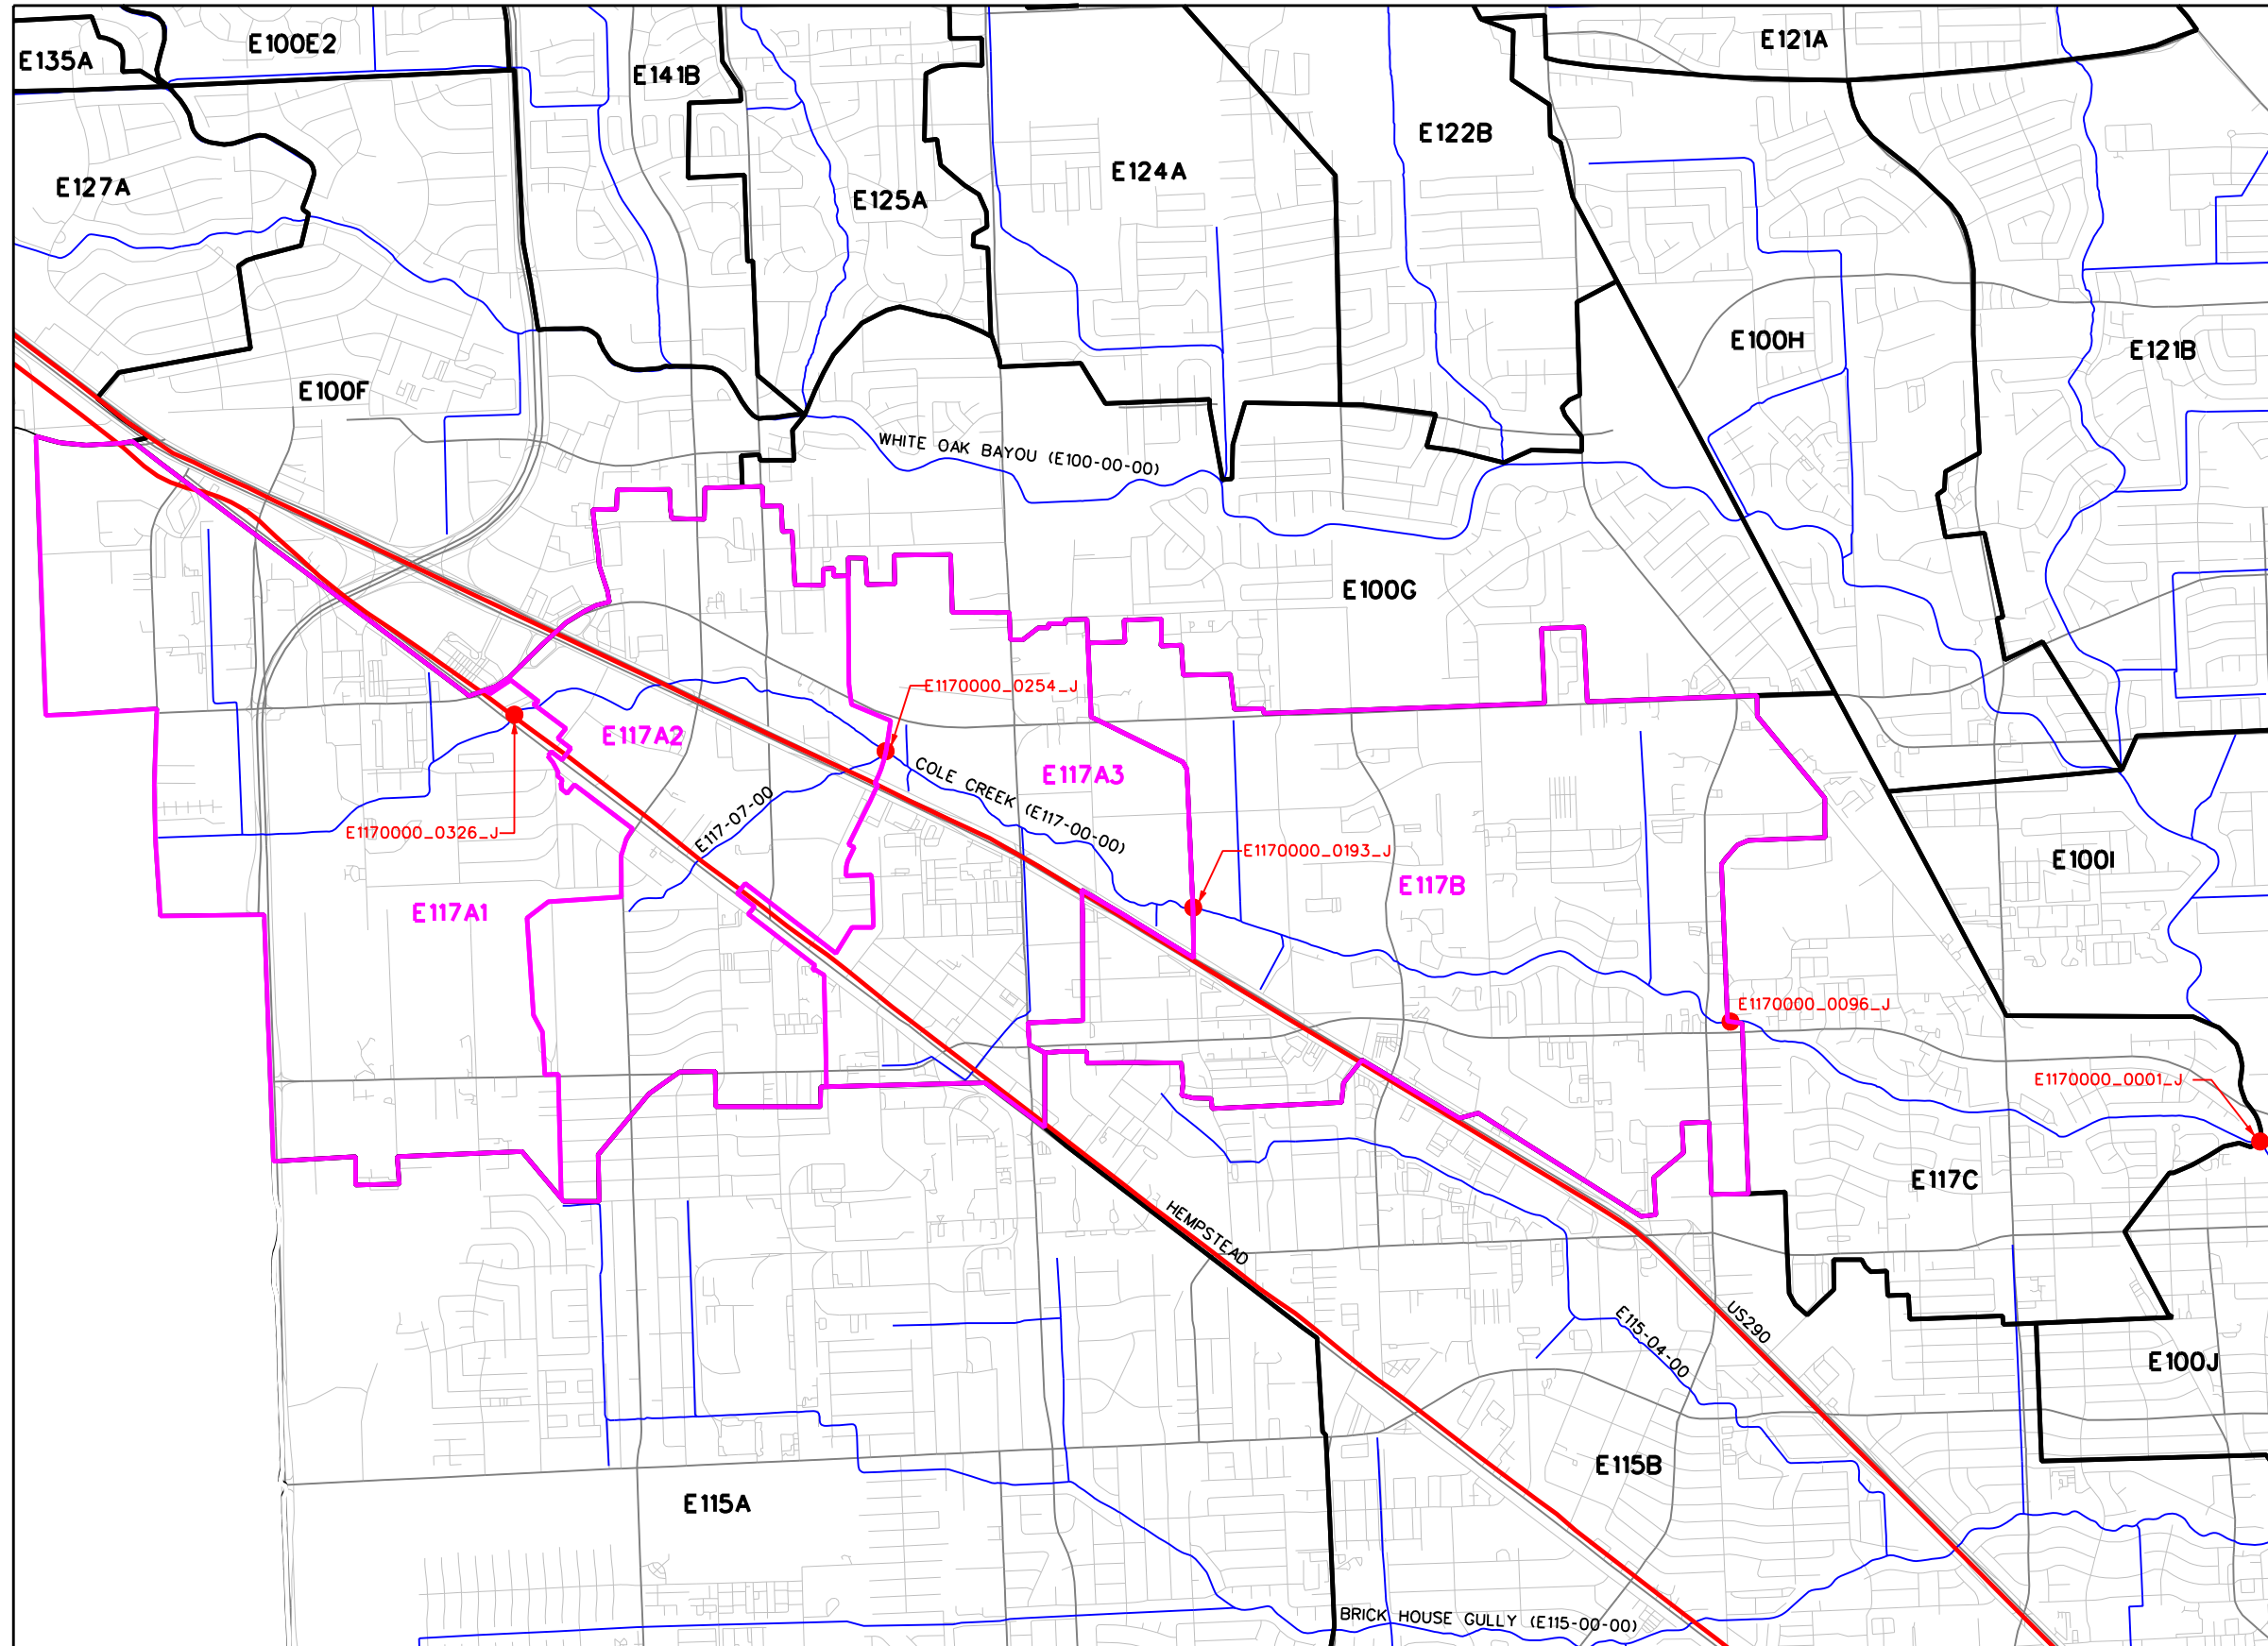 E121A
E100E2
E135A
E141B
E122B
E124A
E127A
E125A
E100H
E121B
E100F
WHITE OAK BAYOU (E100-00-00)
E100G
E1170000_0254_J
E117A2
E117A3
COLE CREEK (E117-00-00)
E117-07-00
E1170000_0326_J
E1170000_0193_J
E100I
E117B
E117A1
E1170000_0096_J
E1170000_0001_J
E117C
HEMPSTEAD
US290
E115-04-00
E100J
E115B
E115A
BRICK HOUSE GULLY (E115-00-00)